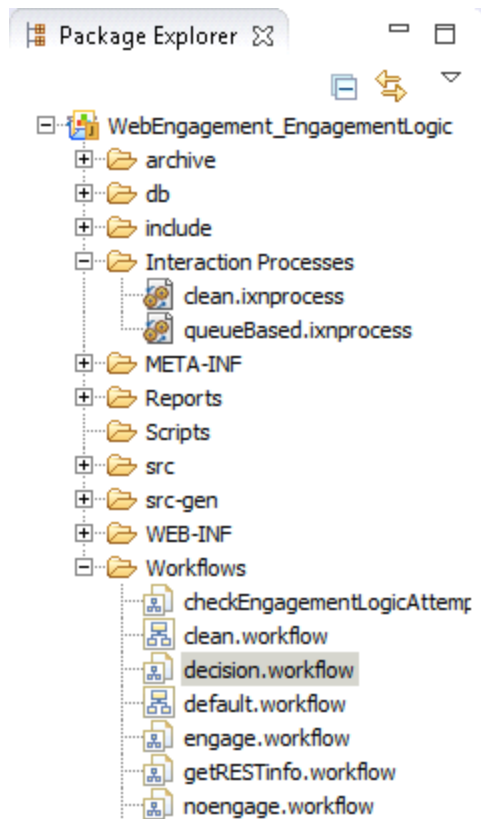 Package Explorer
WebEngagement_EngagementLogic
archive
db
include
Interaction Processes
clean.ixnprocess
queueBased.ixnprocess
META-INF
Reports
Scripts
src
src-gen
WEB-INF
Workflows
checkEngagementLogicAttemp
clean.workflow
decision.workflow
default.workflow
engage.workflow
getRESTinfo.workflow
noengage.workflow